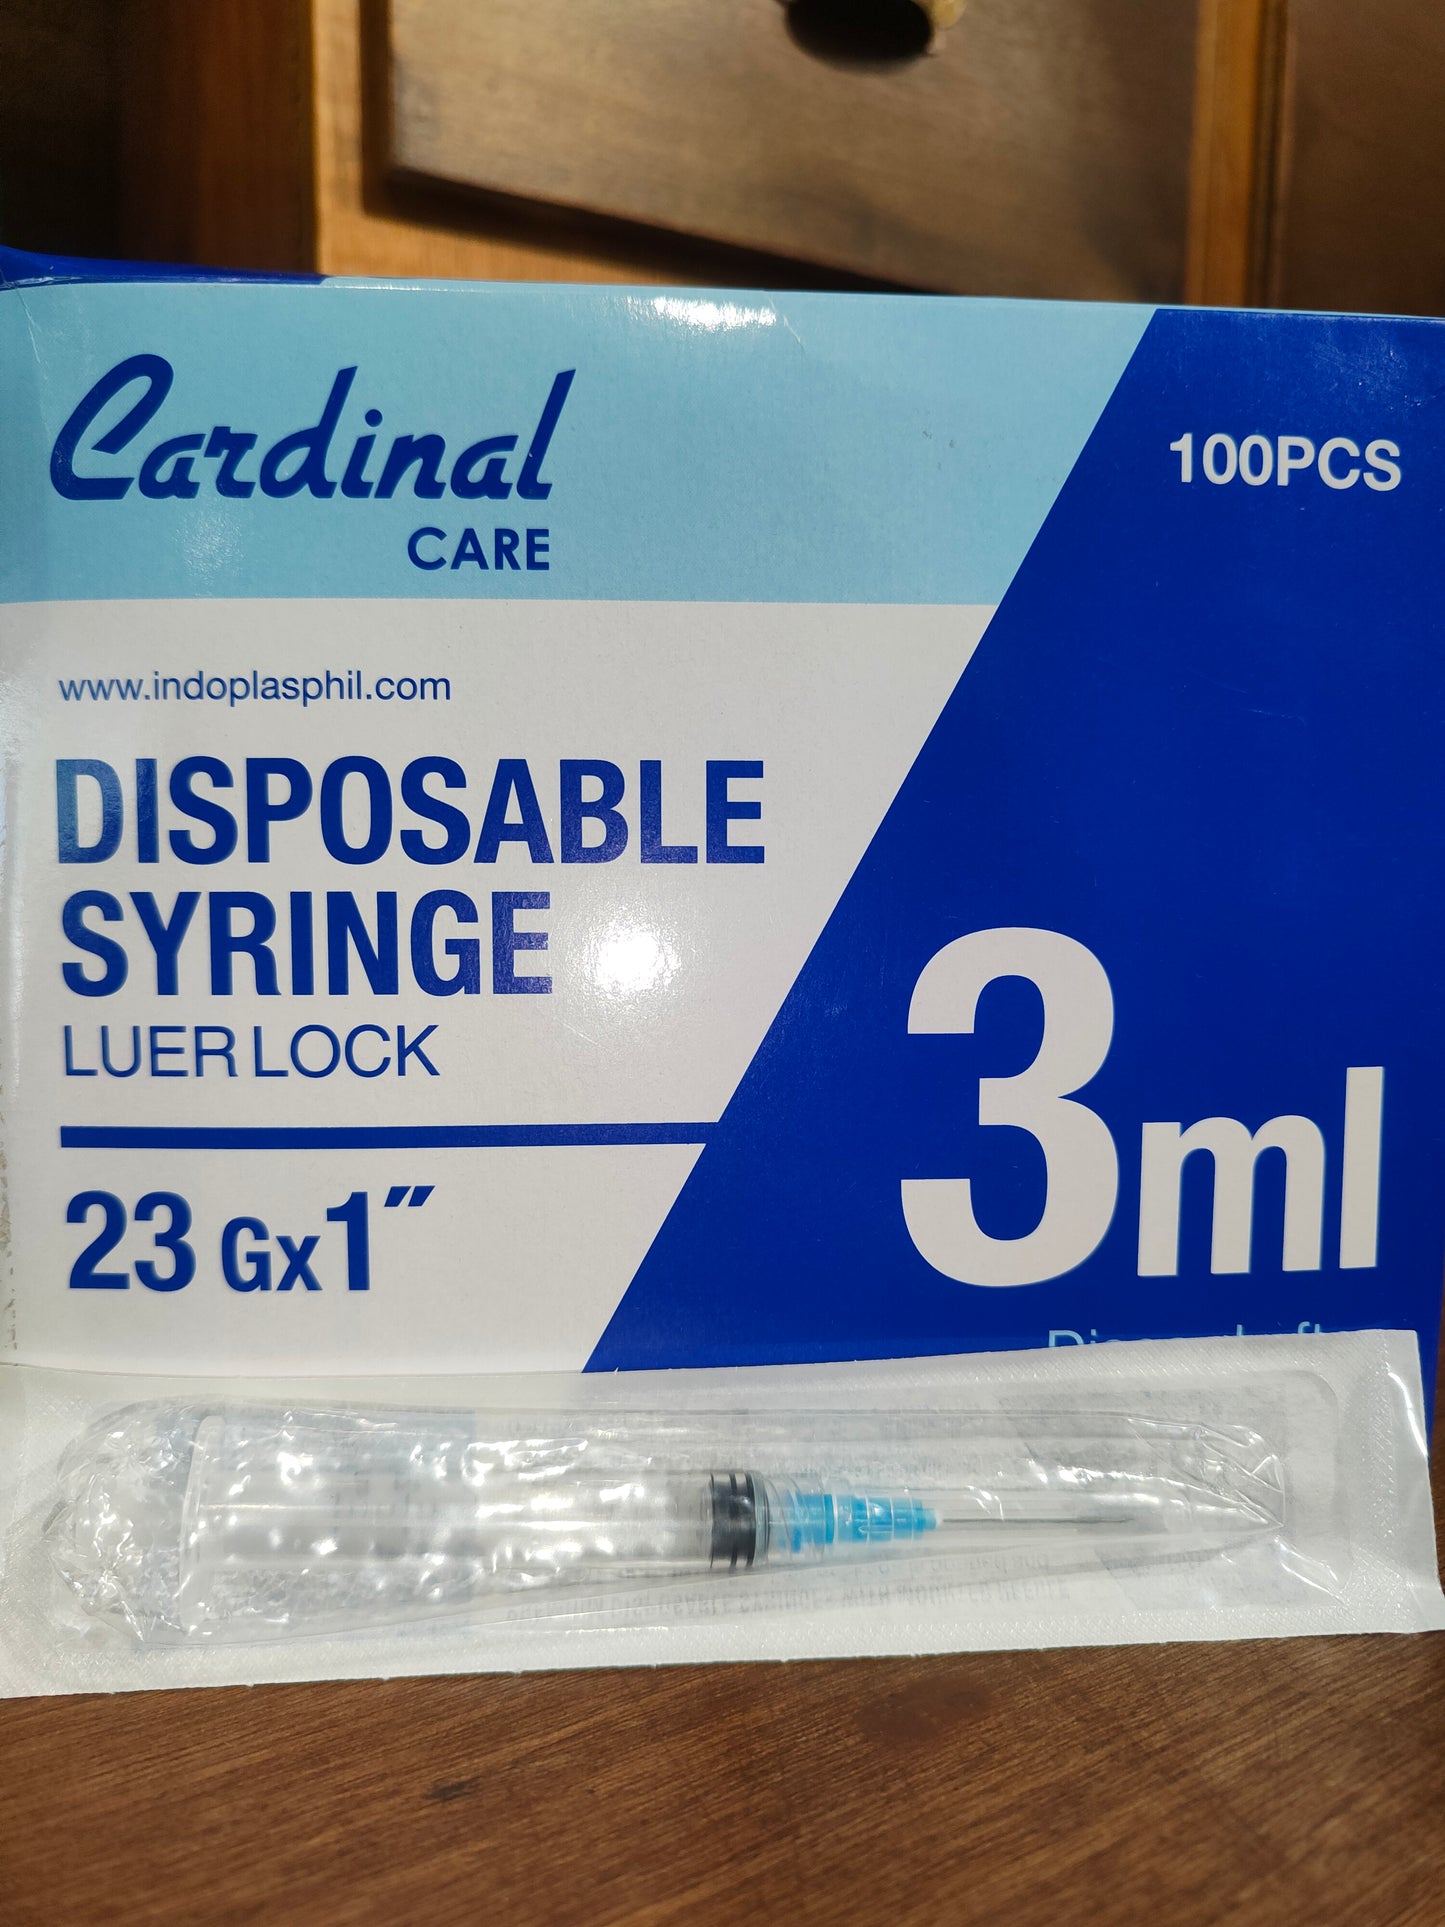 Cardinal
CARE
100PCS
www.indoplasphil.com
DISPOSABLE
SYRINGE
LUER LOCK
23 Gx1"
3ml